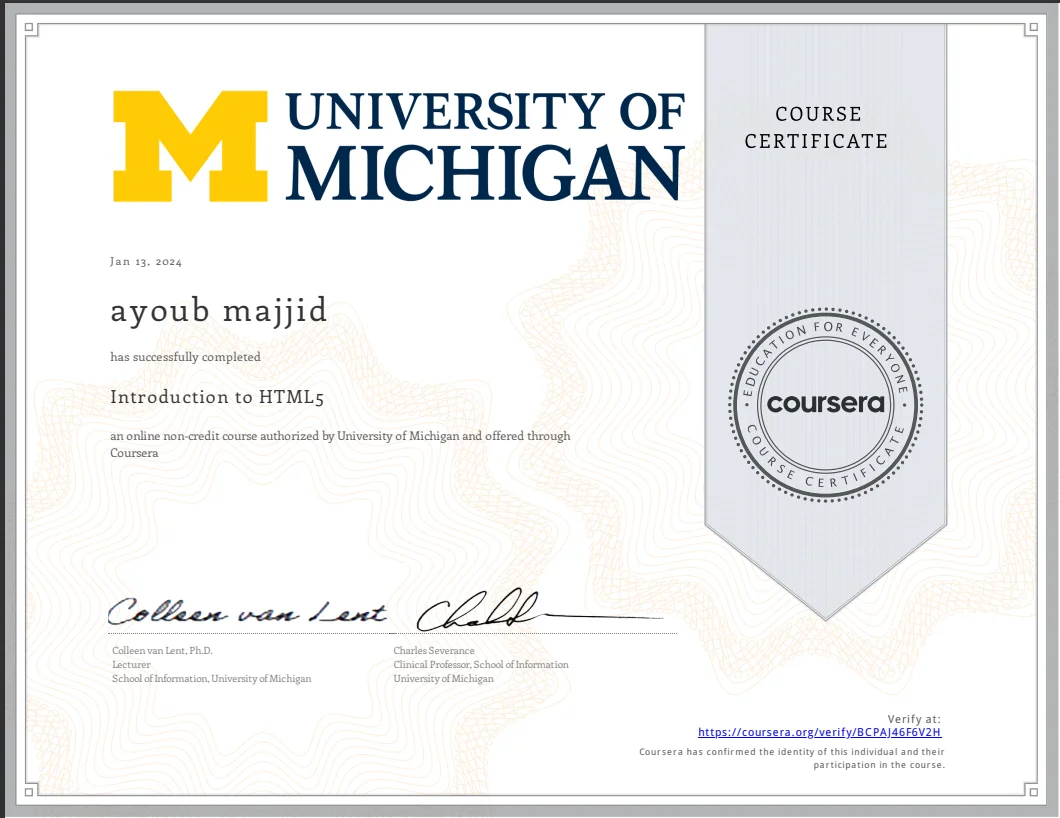 M UNIVERSITY OF
MICHIGAN
COURSE
CERTIFICATE
Jan 13, 2024
ayoub majjid
has successfully completed
Introduction to HTML5
an online non-credit course authorized by University of Michigan and offered through
Coursera
EDUCATION FOR EVERYONE
coursera
COURSE CERTIFICATE
Colleen van Lent
Colleen van Lent, Ph.D.
Lecturer
School of Information, University of Michigan
Charles Severance
Clinical Professor, School of Information
University of Michigan
Verify at:
https://coursera.org/verify/BCPAJ46F6V2H
Coursera has confirmed the identity of this individual and their
participation in the course.